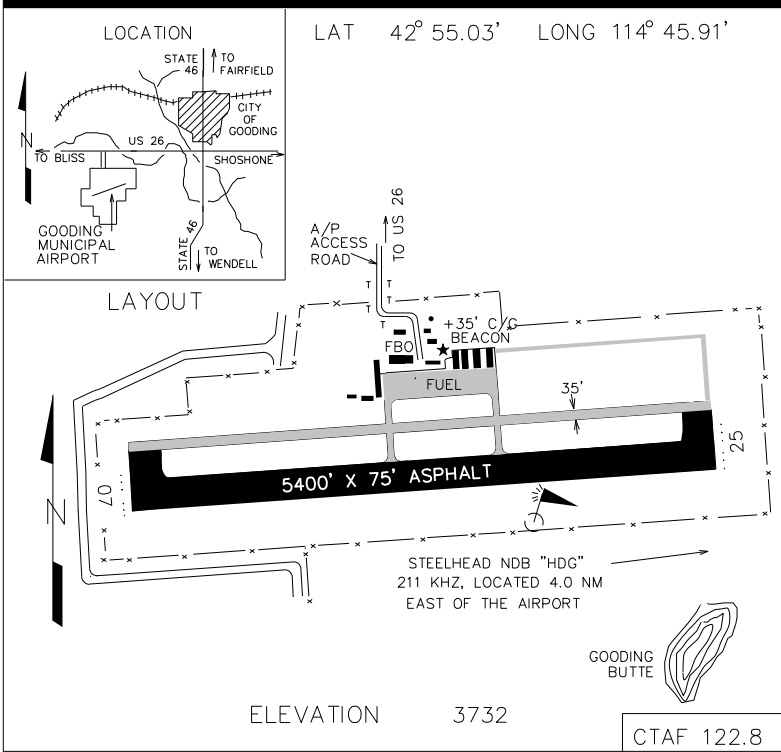 LOCATION
LAT 42° 55.03' LONG 114° 45.91'
STATE 46
TO FAIRFIELD
CITY OF GOODING
N
US 26
TO BLISS
SHOSHONE
GOODING
MUNICIPAL
AIRPORT
STATE 46
TO WENDELL
A/P
ACCESS
ROAD
TO US 26
LAYOUT
T T
T T
T
+35' C/G
BEACON
FBO
FUEL
35'
07
25
5400' X 75' ASPHALT
N
STEELHEAD NDB "HDG"
211 KHZ, LOCATED 4.0 NM
EAST OF THE AIRPORT
GOODING
BUTTE
ELEVATION 3732
CTAF 122.8